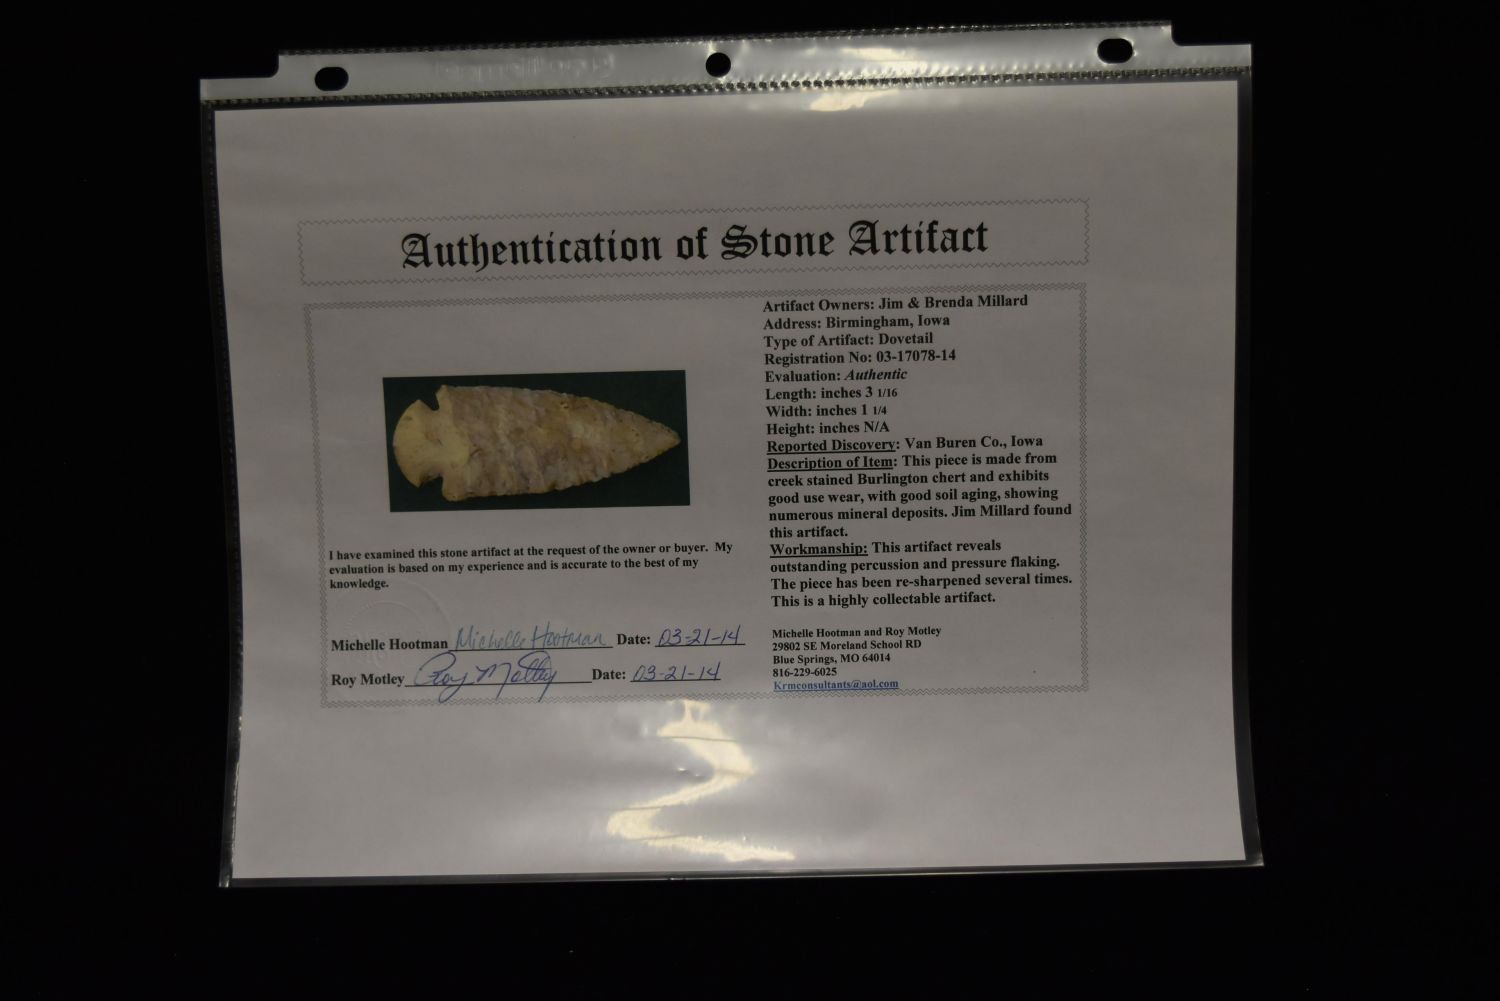 Authentication of Stone Artifact
Artifact Owners: Jim & Brenda Millard
Address: Birmingham, Iowa
Type of Artifact: Dovetail
Registration No: 03-17078-14
Evaluation: Authentic
Length: inches 3 1/16
Width: inches 1 1/4
Height: inches N/A
Reported Discovery: Van Buren Co., Iowa
Description of Item: This piece is made from
creek stained Burlington chert and exhibits
good use wear, with good soil aging, showing
numerous mineral deposits. Jim Millard found
this artifact.
Workmanship: This artifact reveals
outstanding percussion and pressure flaking.
The piece has been re-sharpened several times.
This is a highly collectable artifact.
I have examined this stone artifact at the request of the owner or buyer. My
evaluation is based on my experience and is accurate to the best of my
knowledge.
Michelle Hootman Michelle Hootman Date: 03-21-14
Roy Motley Roy Motley Date: 03-21-14
Michelle Hootman and Roy Motley
29802 SE Moreland School RD
Blue Springs, MO 64014
816-229-6025
Krmconsultants@aol.com